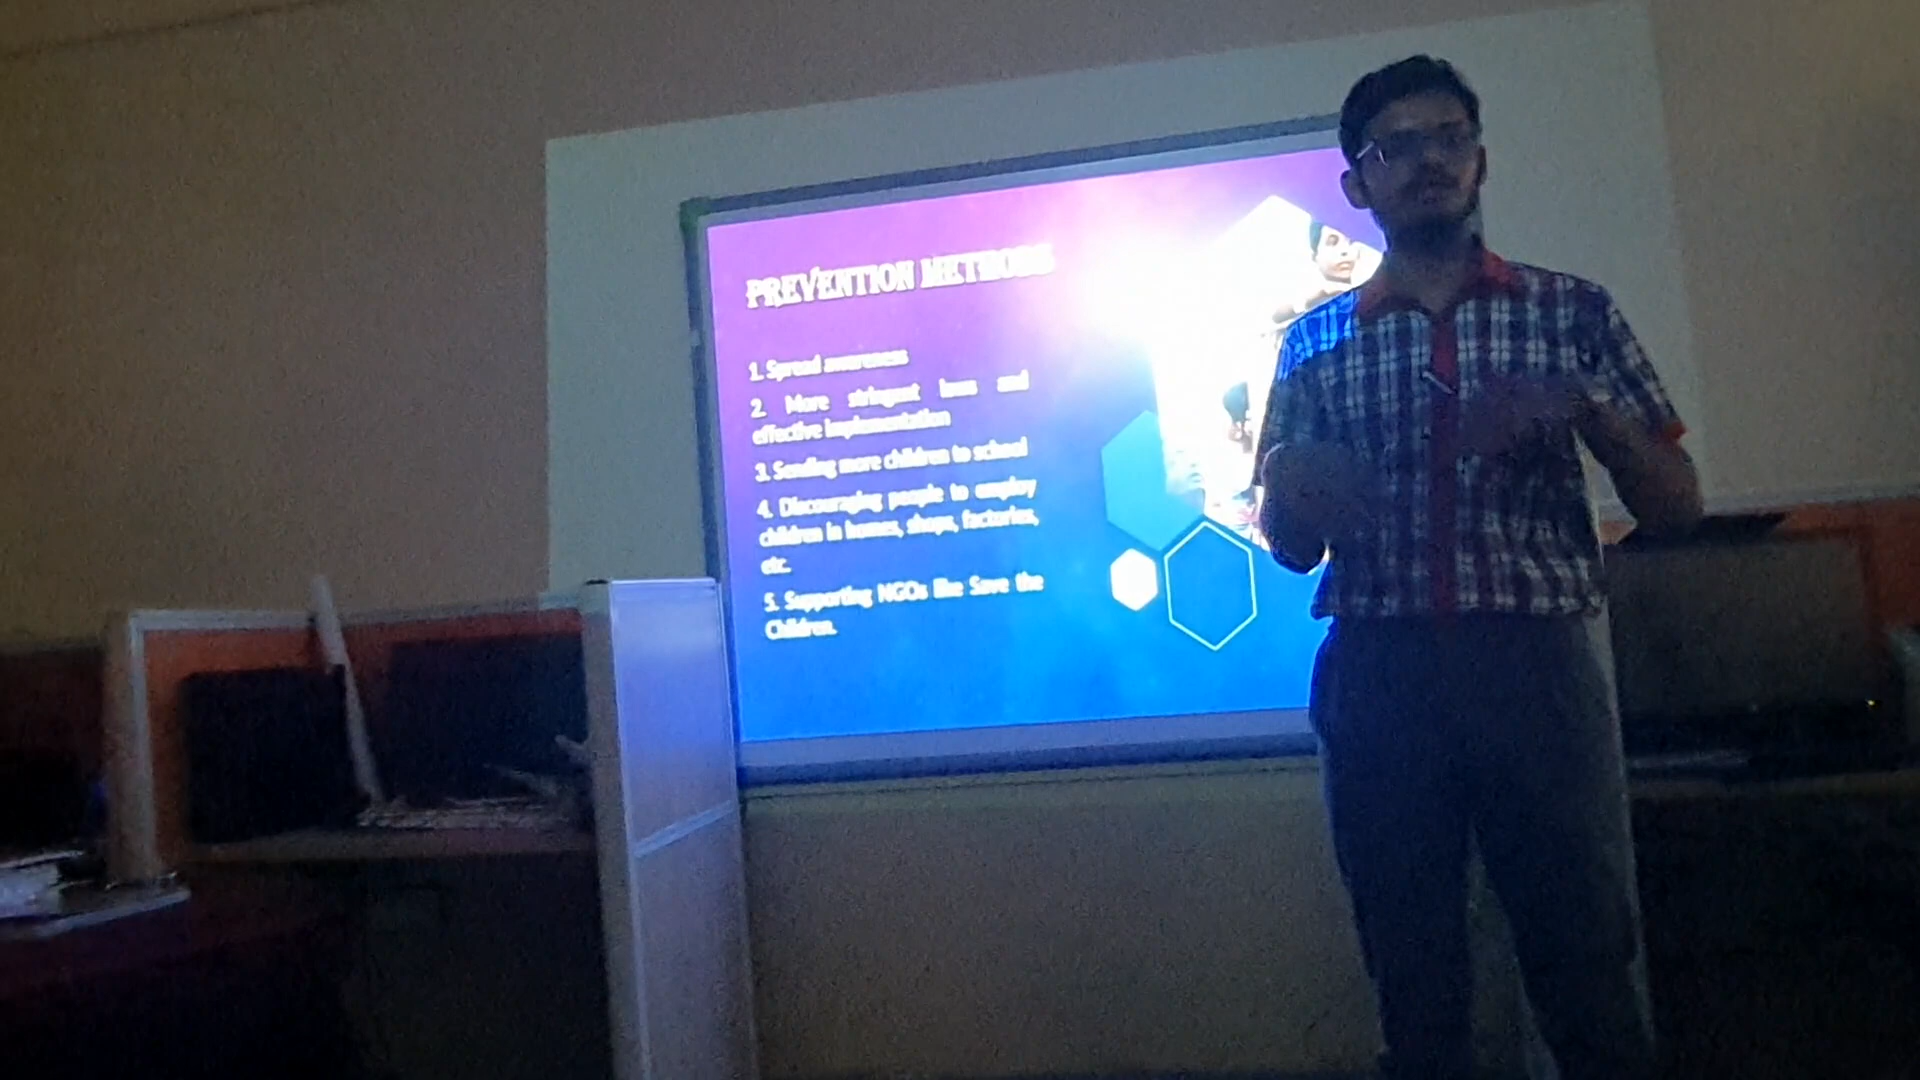 PREVENTION METHODS
1. Spread awareness
2. More stringent laws and
effective implementation
3. Sending more children to school
4. Discouraging people to employ
children in homes, shops, factories,
etc.
5. Supporting NGOs like Save the
Children.